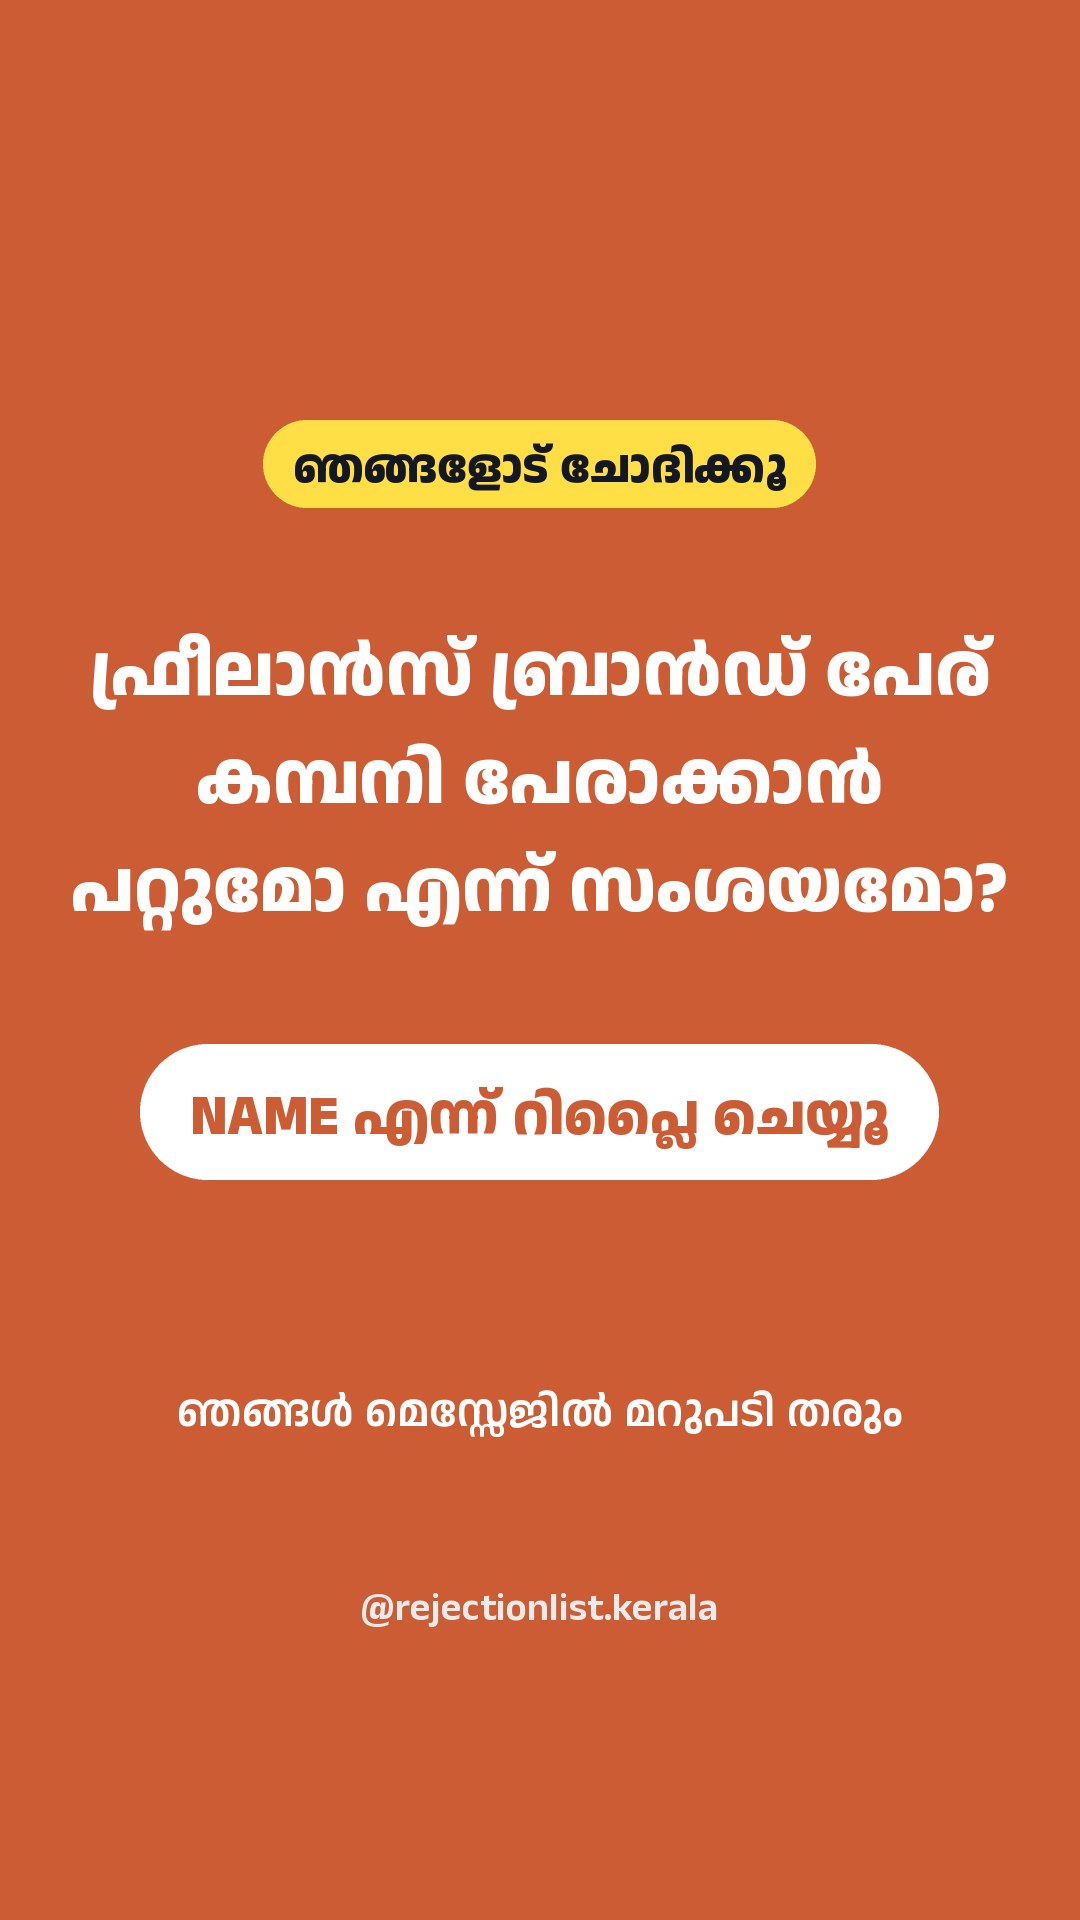 ഞങ്ങളോട് ചോദിക്കൂ
ഫ്രീലാൻസ് ബ്രാൻഡ് പേര്
കമ്പനി പേരാക്കാൻ
പറ്റുമോ എന്ന് സംശയമോ?
NAME എന്ന് റിപ്ലൈ ചെയ്യൂ
ഞങ്ങൾ മെസ്സേജിൽ മറുപടി തരും
@rejectionlist.kerala